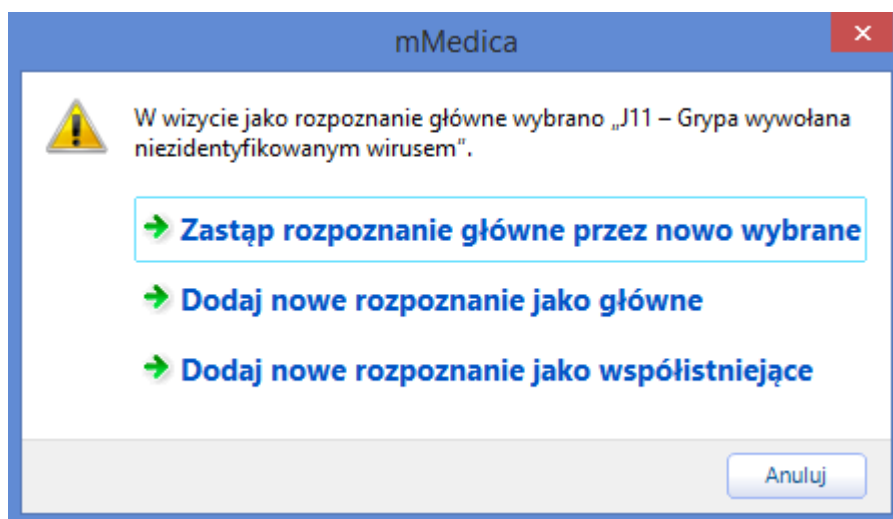 mMedica
W wizycie jako rozpoznanie główne wybrano „J11 – Grypa wywołana
niezidentyfikowanym wirusem”.
Zastąp rozpoznanie główne przez nowo wybrane
Dodaj nowe rozpoznanie jako główne
Dodaj nowe rozpoznanie jako współistniejące
Anuluj